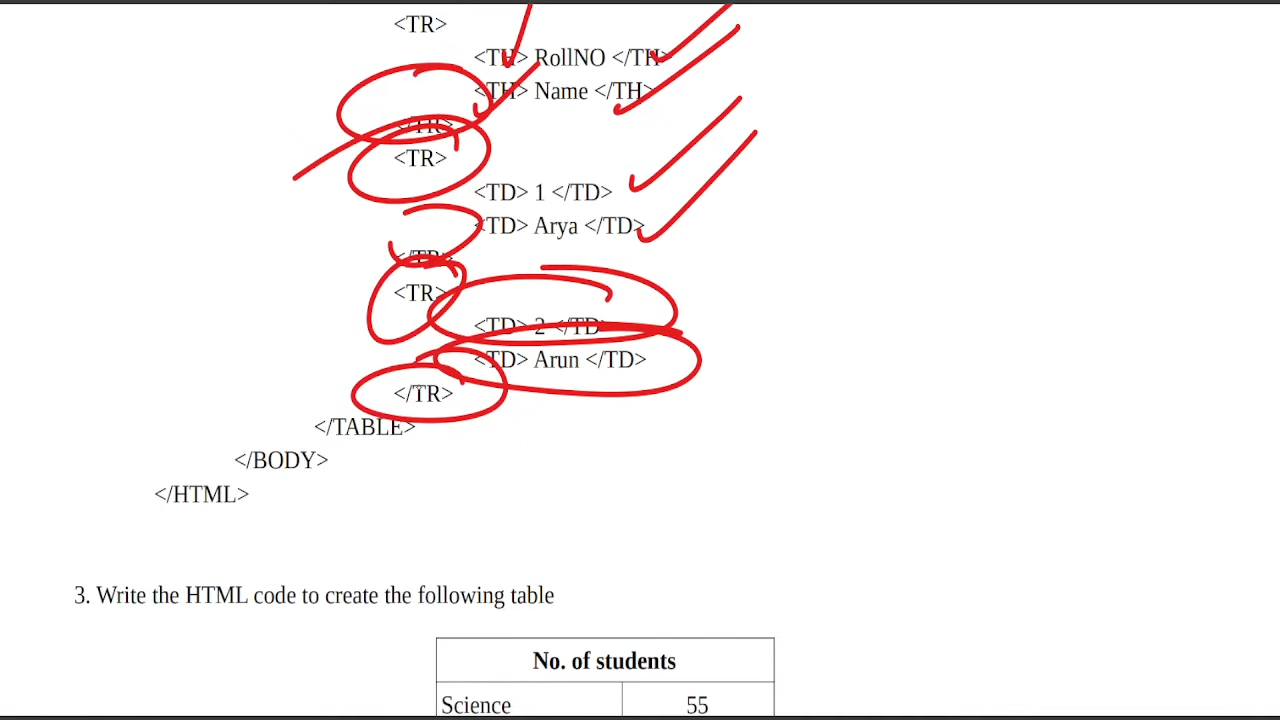 <TR>
<TH> RollNO </TH>
<TH> Name </TH>
</TR>
<TR>
<TD> 1 </TD>
<TD> Arya </TD>
</TR>
<TR>
<TD> 2 </TD>
<TD> Arun </TD>
</TR>
</TABLE>
</BODY>
</HTML>
3. Write the HTML code to create the following table
No. of students
Science 55